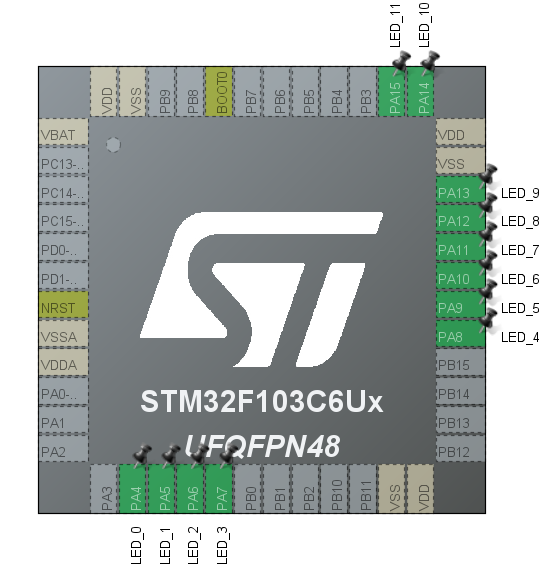 LED_11
LED_10
VDD
VSS
PB9
PB8
BOOT0
PB7
PB6
PB5
PB4
PB3
PA15
PA14
VBAT
PC13-..
PC14-..
PC15-..
PD0-..
PD1-..
NRST
VSSA
VDDA
PA0-..
PA1
PA2
VDD
VSS
PA13 LED_9
PA12 LED_8
PA11 LED_7
PA10 LED_6
PA9 LED_5
PA8 LED_4
PB15
PB14
PB13
PB12
ST
STM32F103C6Ux
UFQFPN48
PA3
PA4
PA5
PA6
PA7
PB0
PB1
PB2
PB10
PB11
VSS
VDD
LED_0
LED_1
LED_2
LED_3